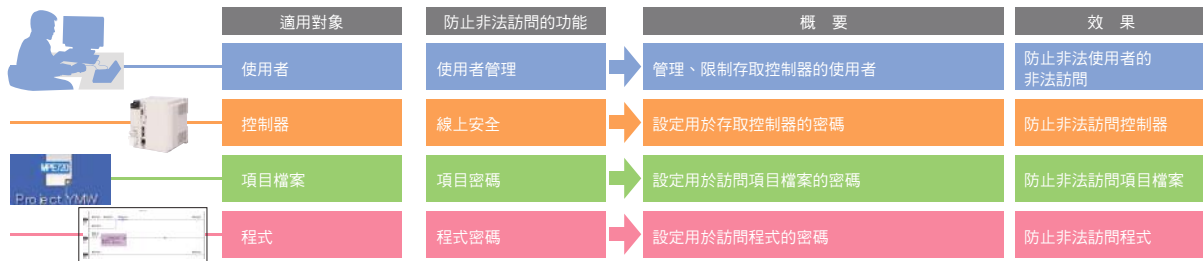 適用對象 防止非法訪問的功能 概 要 效 果
使用者 使用者管理 管理、限制存取控制器的使用者 防止非法使用者的
非法訪問
控制器 線上安全 設定用於存取控制器的密碼 防止非法訪問控制器
MPE720
Project YMW
項目檔案 項目密碼 設定用於訪問項目檔案的密碼 防止非法訪問項目檔案
程式 程式密碼 設定用於訪問程式的密碼 防止非法訪問程式